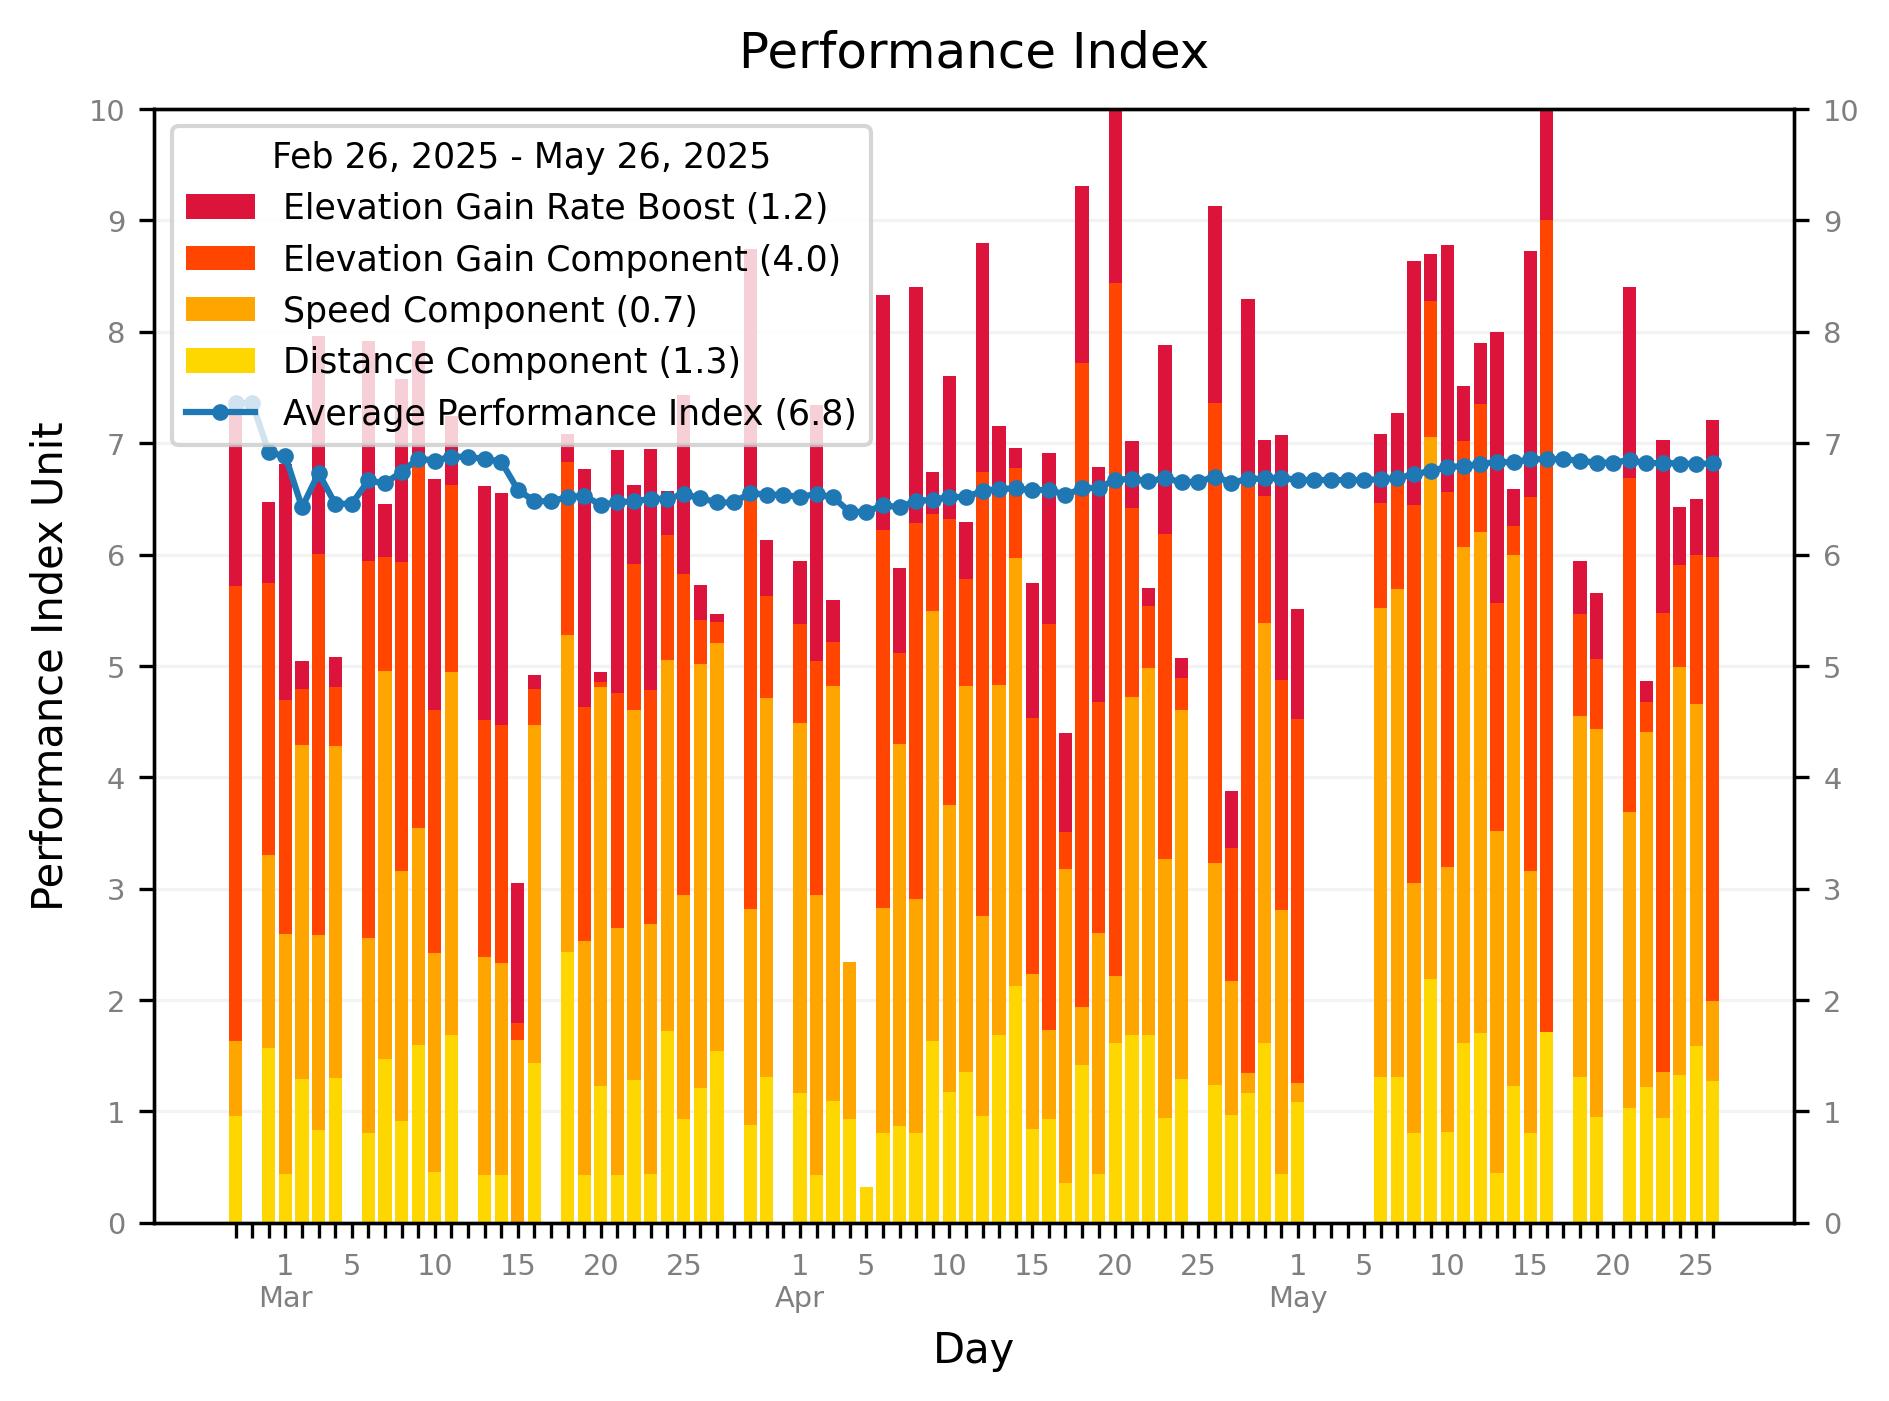 Performance Index
10
9
8
7
6
5
4
3
2
1
0
10
9
8
7
6
5
4
3
2
1
0
Performance Index Unit
Feb 26, 2025 - May 26, 2025
Elevation Gain Rate Boost (1.2)
Elevation Gain Component (4.0)
Speed Component (0.7)
Distance Component (1.3)
Average Performance Index (6.8)
1 5 10 15 20 25 1 5 10 15 20 25 1 5 10 15 20 25
Mar Apr May
Day